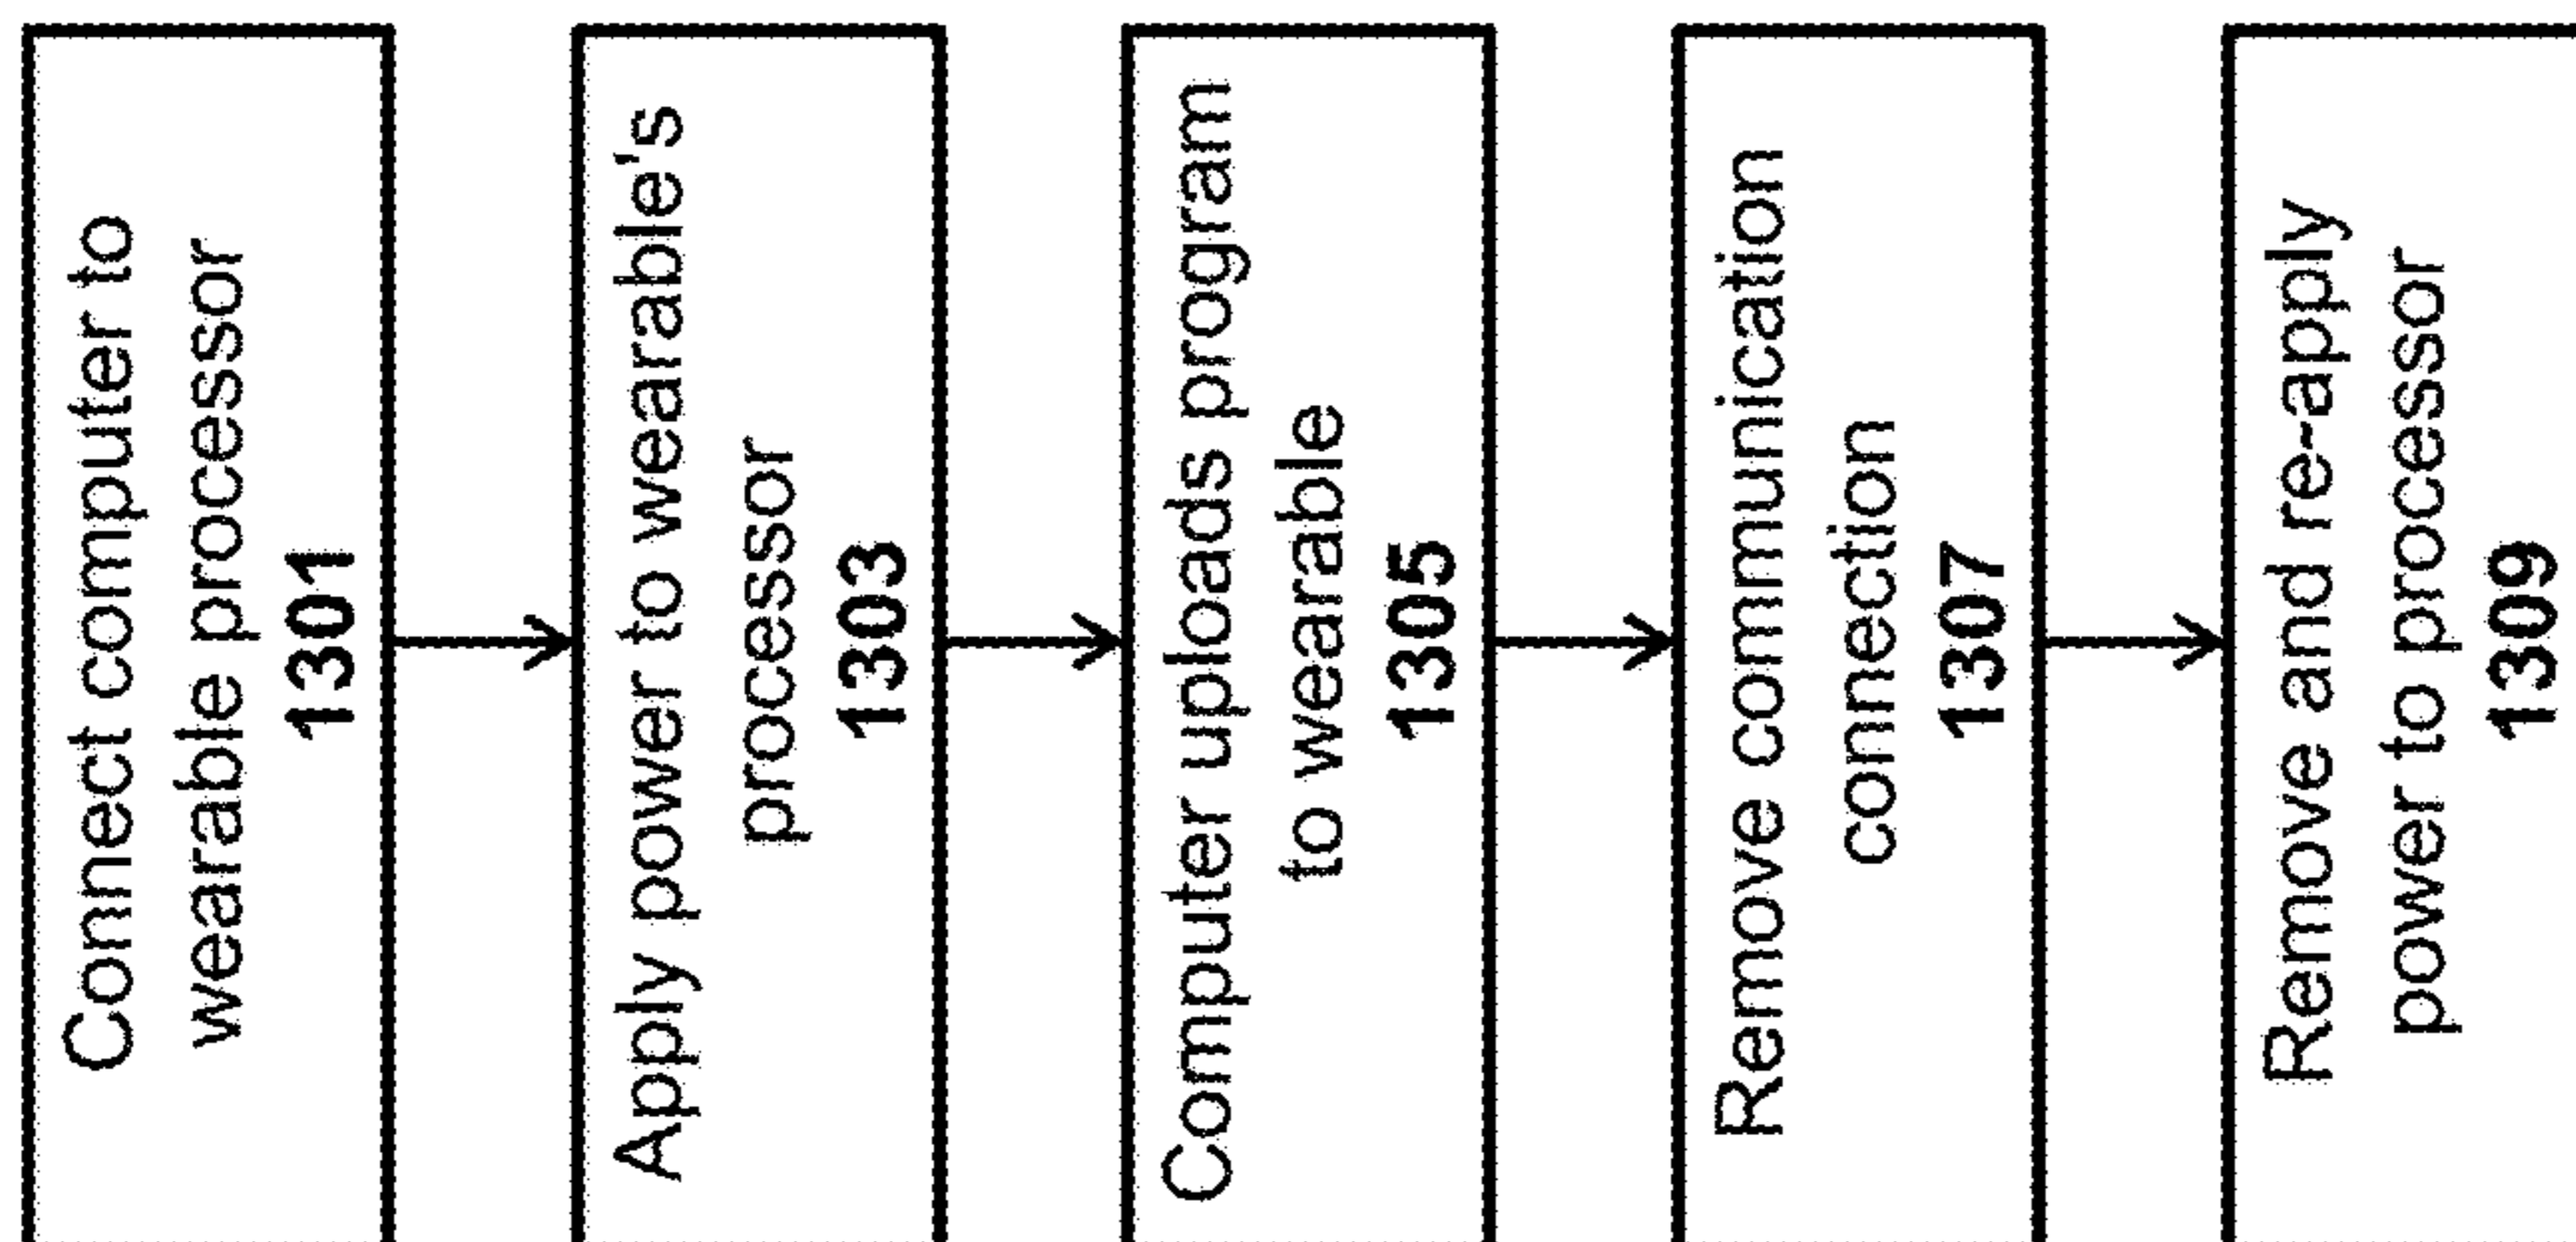 Connect computer to
wearable processor
1301
Apply power to wearable's
processor
1303
Computer uploads program
to wearable
1305
Remove communication
connection
1307
Remove and re-apply
power to processor
1309